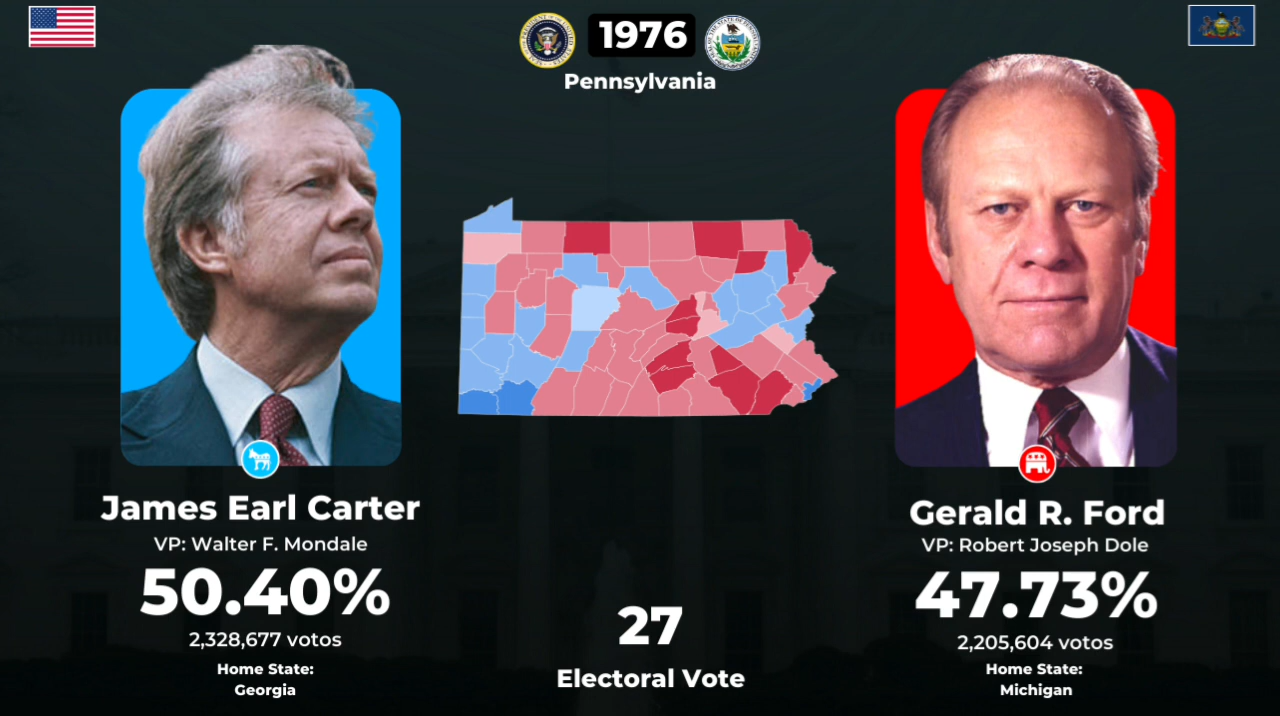 1976
Pennsylvania
James Earl Carter
VP: Walter F. Mondale
50.40%
2,328,677 votos
Home State:
Georgia
27
Electoral Vote
Gerald R. Ford
VP: Robert Joseph Dole
47.73%
2,205,604 votos
Home State:
Michigan